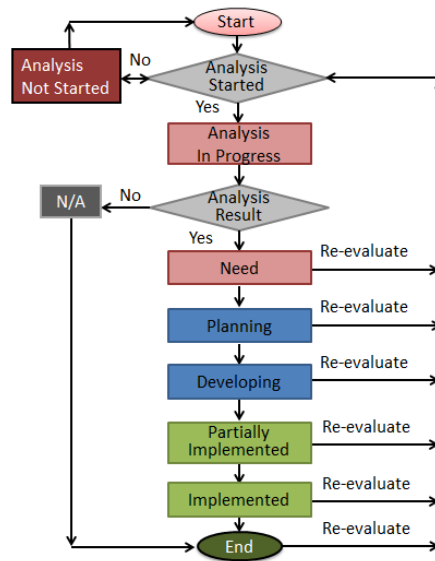 Start
No
Analysis
Not Started
Analysis
Started
Yes
Analysis
In Progress
N/A
No
Analysis
Result
Yes
Re-evaluate
Need
Re-evaluate
Planning
Re-evaluate
Developing
Re-evaluate
Partially
Implemented
Re-evaluate
Implemented
Re-evaluate
End